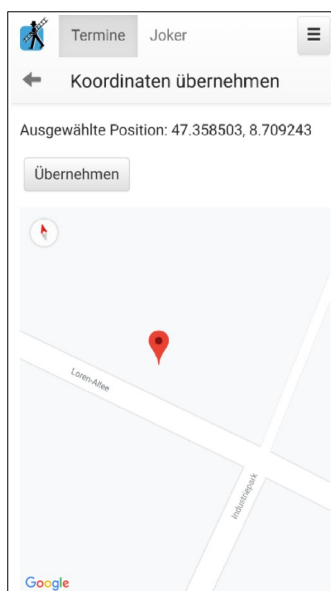 Termine Joker
Koordinaten übernehmen
Ausgewählte Position: 47.358503, 8.709243
Übernehmen
Loren-Allee
Industriepark
Google